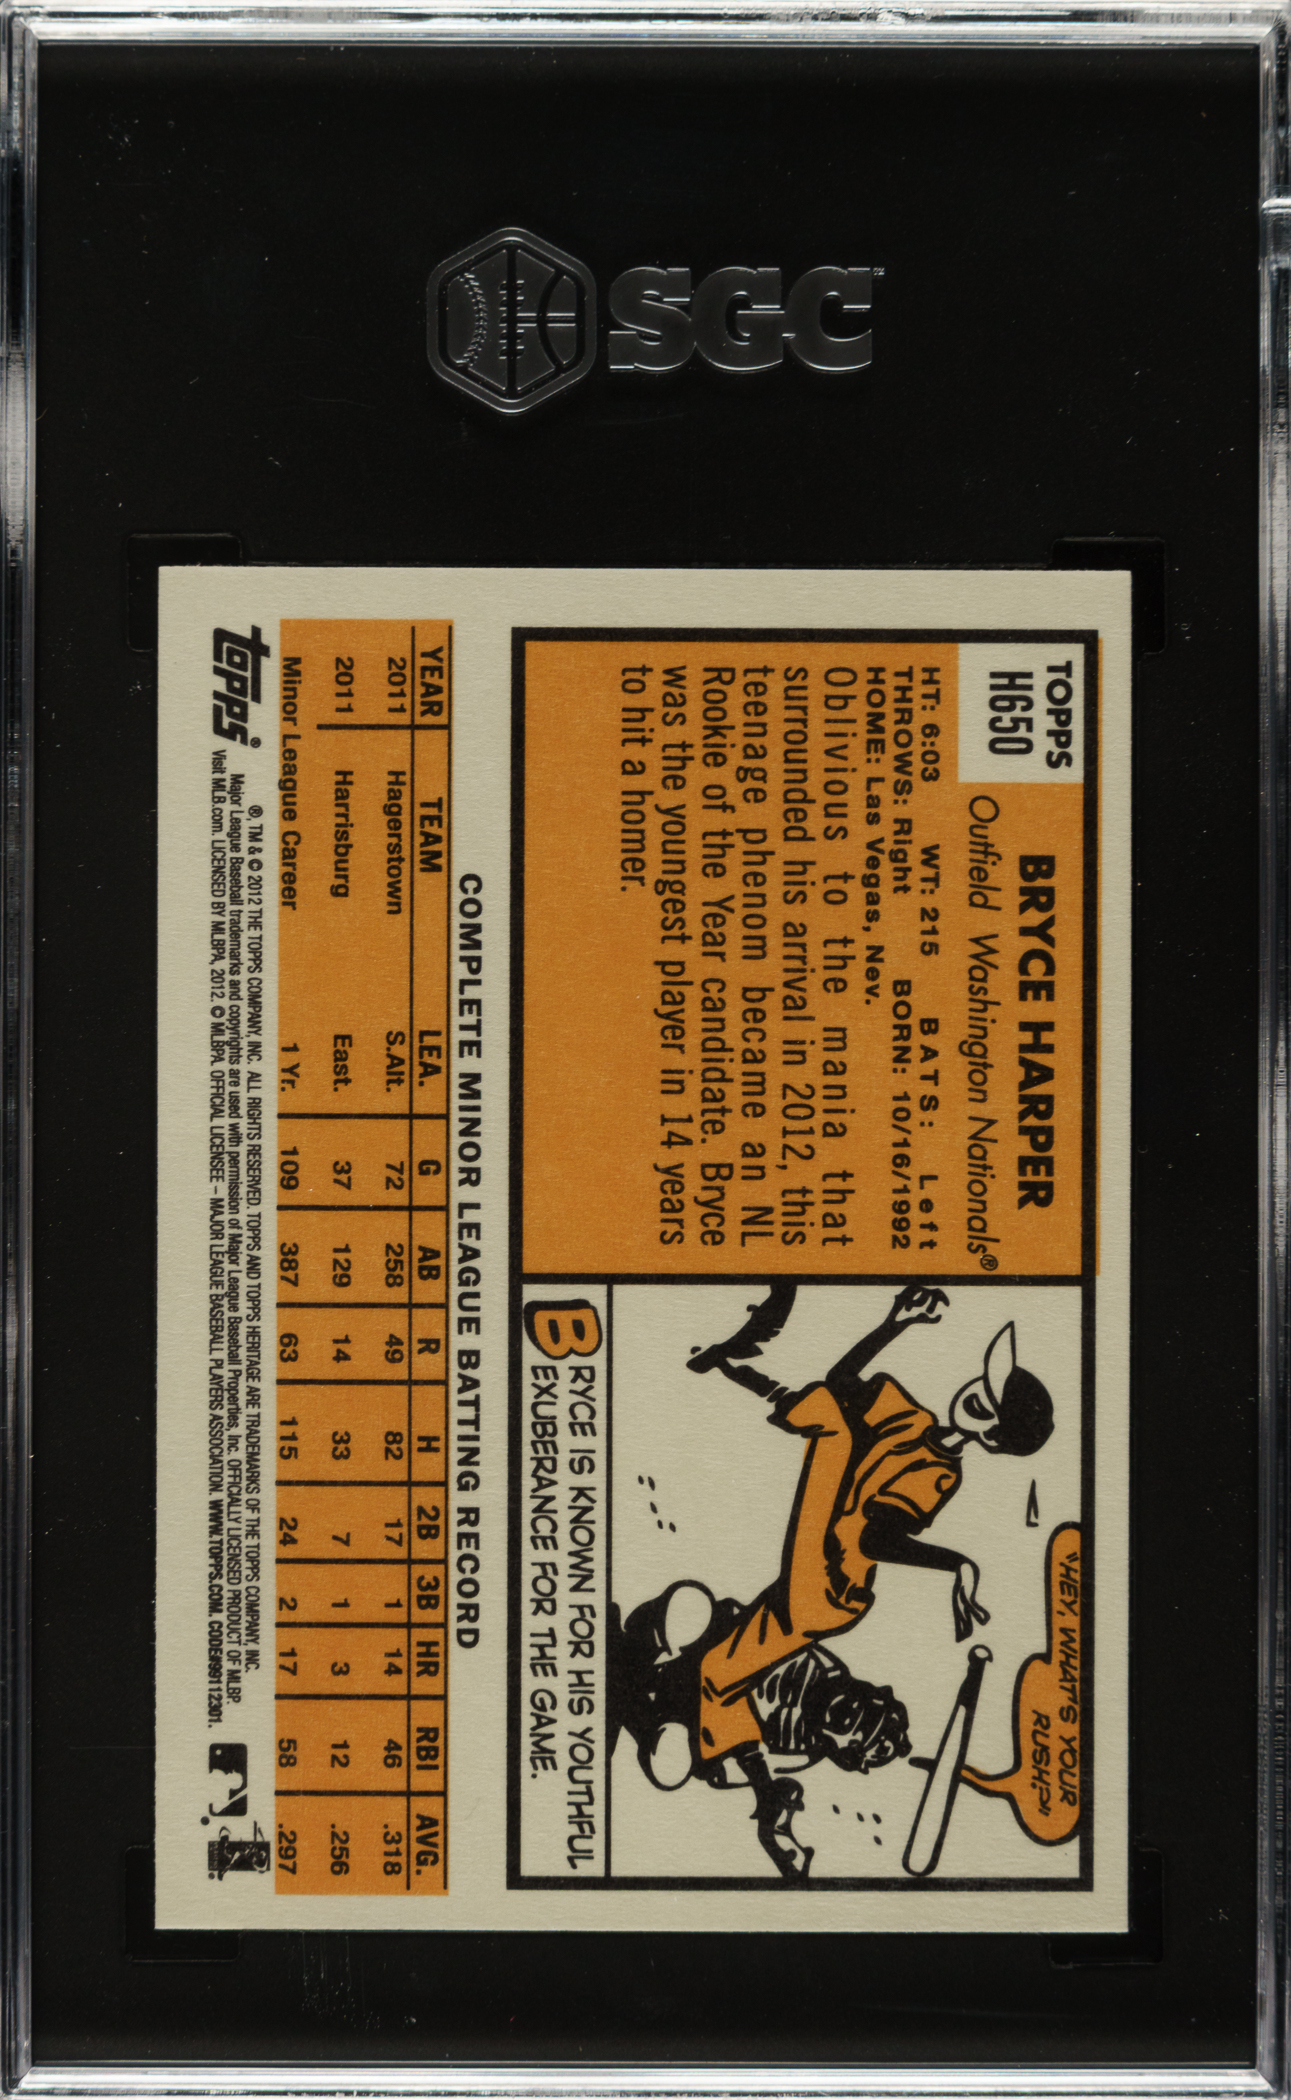 SGC™
TOPPS
H650
BRYCE HARPER
Outfield Washington Nationals®
HT: 6:03 WT: 215 BATS: Left
THROWS: Right BORN: 10/16/1992
HOME: Las Vegas, Nev.
Oblivious to the mania that
surrounded his arrival in 2012, this
teenage phenom became an NL
Rookie of the Year candidate. Bryce
was the youngest player in 14 years
to hit a homer.
"HEY, WHAT'S YOUR
RUSH?"
BRYCE IS KNOWN FOR HIS YOUTHFUL
EXUBERANCE FOR THE GAME.
COMPLETE MINOR LEAGUE BATTING RECORD
YEAR TEAM LEA. G AB R H 2B 3B HR RBI AVG.
2011 Hagerstown S.Alt. 72 258 49 82 17 1 14 46 .318
2011 Harrisburg East. 37 129 14 33 7 1 3 12 .256
Minor League Career 1 Yr. 109 387 63 115 24 2 17 58 .297
topps®
®, TM & © 2012 THE TOPPS COMPANY, INC. ALL RIGHTS RESERVED. TOPPS AND TOPPS HERITAGE ARE TRADEMARKS OF THE TOPPS COMPANY, INC.
Major League Baseball trademarks and copyrights are used with permission of Major League Baseball Properties, Inc. OFFICIALLY LICENSED PRODUCT OF MLBP.
Visit MLB.com. LICENSED BY MLBPA, 2012. © MLBPA. OFFICIAL LICENSEE – MAJOR LEAGUE BASEBALL PLAYERS ASSOCIATION. WWW.TOPPS.COM. CODE#99112301.